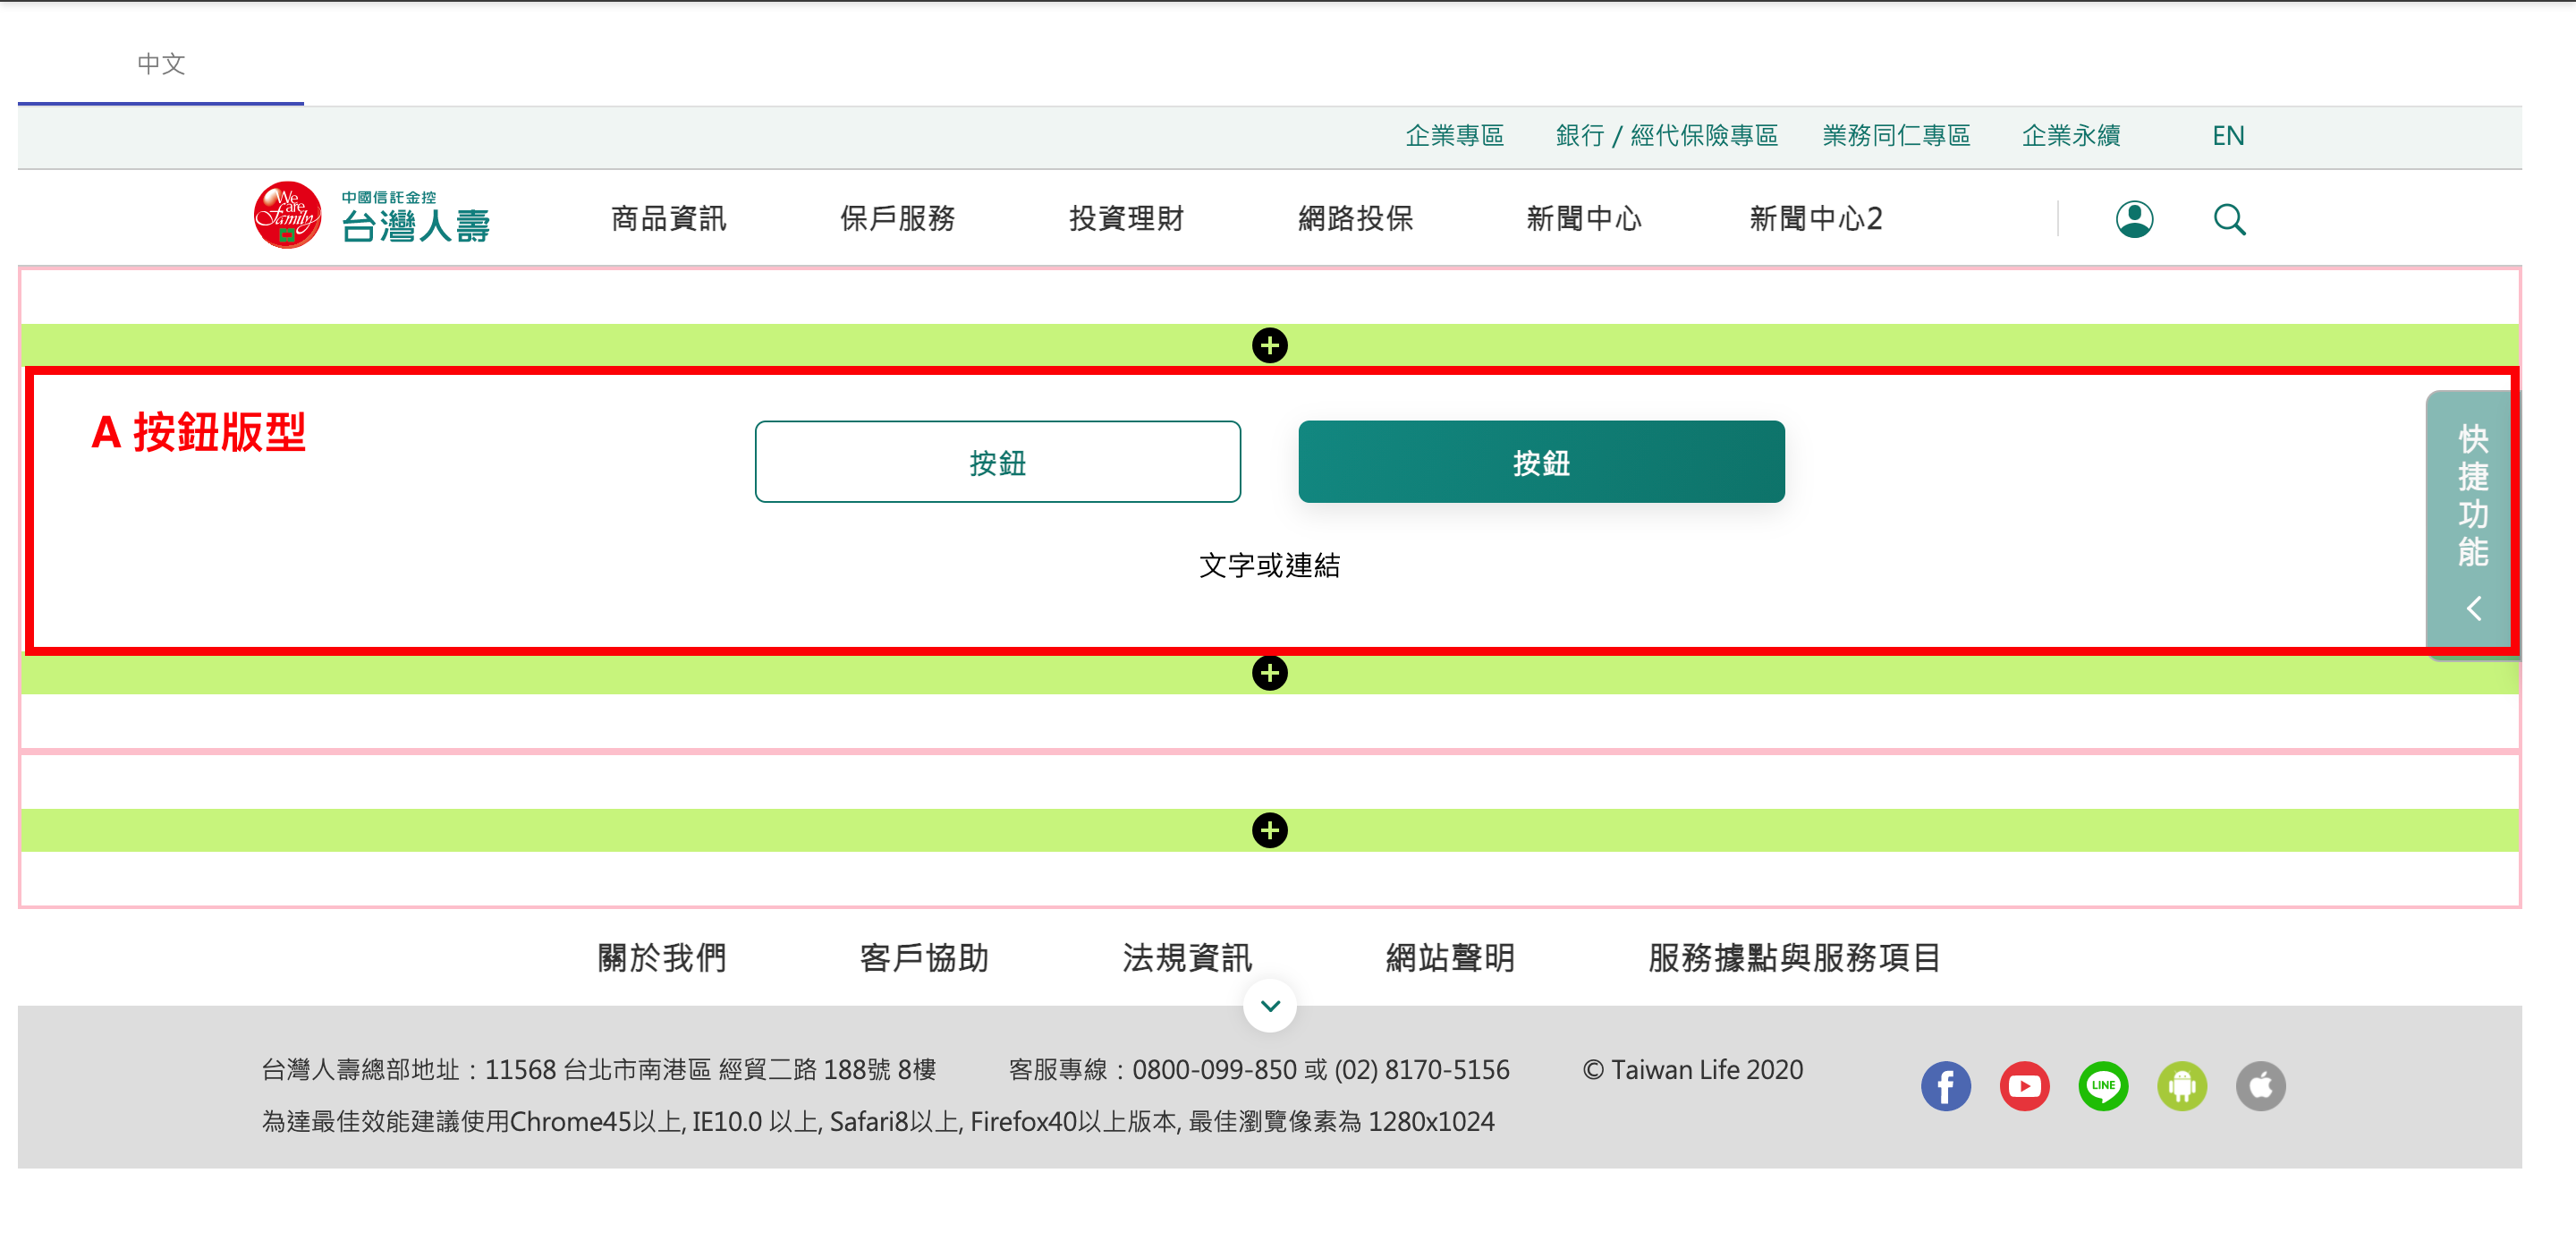 中文
企業專區 銀行 / 經代保險專區 業務同仁專區 企業永續 EN
We are Family
中國信託金控
台灣人壽
商品資訊 保戶服務 投資理財 網路投保 新聞中心 新聞中心2
A 按鈕版型
按鈕 按鈕
文字或連結
快捷功能
關於我們 客戶協助 法規資訊 網站聲明 服務據點與服務項目
台灣人壽總部地址：11568 台北市南港區 經貿二路 188號 8樓 客服專線：0800-099-850 或 (02) 8170-5156 © Taiwan Life 2020
為達最佳效能建議使用Chrome45以上, IE10.0 以上, Safari8以上, Firefox40以上版本, 最佳瀏覽像素為 1280x1024
LINE